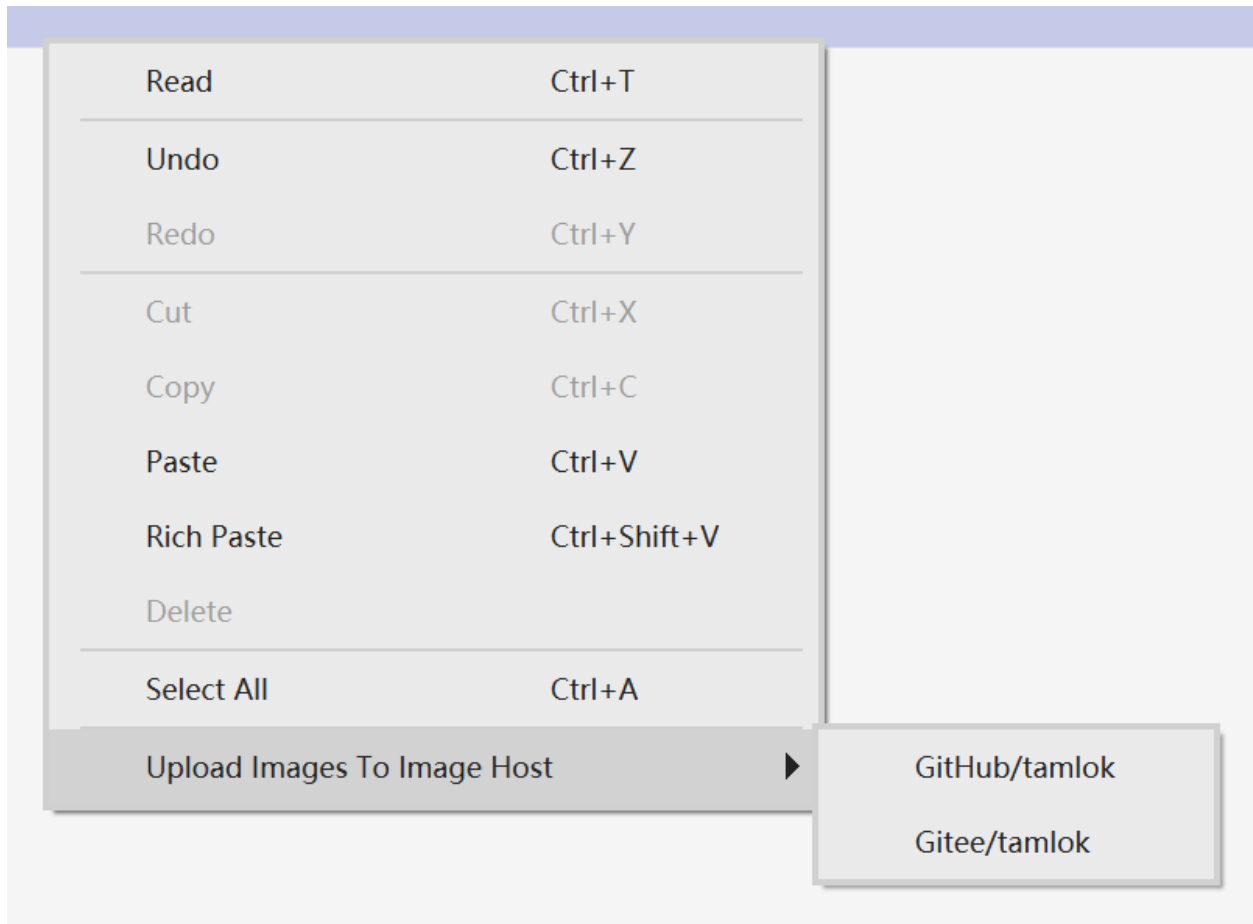 Read Ctrl+T
Undo Ctrl+Z
Redo Ctrl+Y
Cut Ctrl+X
Copy Ctrl+C
Paste Ctrl+V
Rich Paste Ctrl+Shift+V
Delete
Select All Ctrl+A
Upload Images To Image Host
GitHub/tamlok
Gitee/tamlok